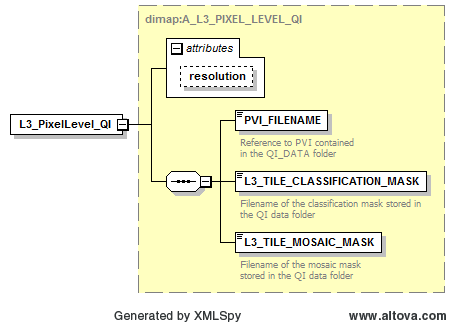 dimap:A_L3_PIXEL_LEVEL_QI
attributes
resolution
L3_PixelLevel_QI
PVI_FILENAME
Reference to PVI contained
in the QI_DATA folder
L3_TILE_CLASSIFICATION_MASK
Filename of the classification mask stored in
the QI data folder
L3_TILE_MOSAIC_MASK
Filename of the mosaic mask
stored in the QI data folder
Generated by XMLSpy
www.altova.com